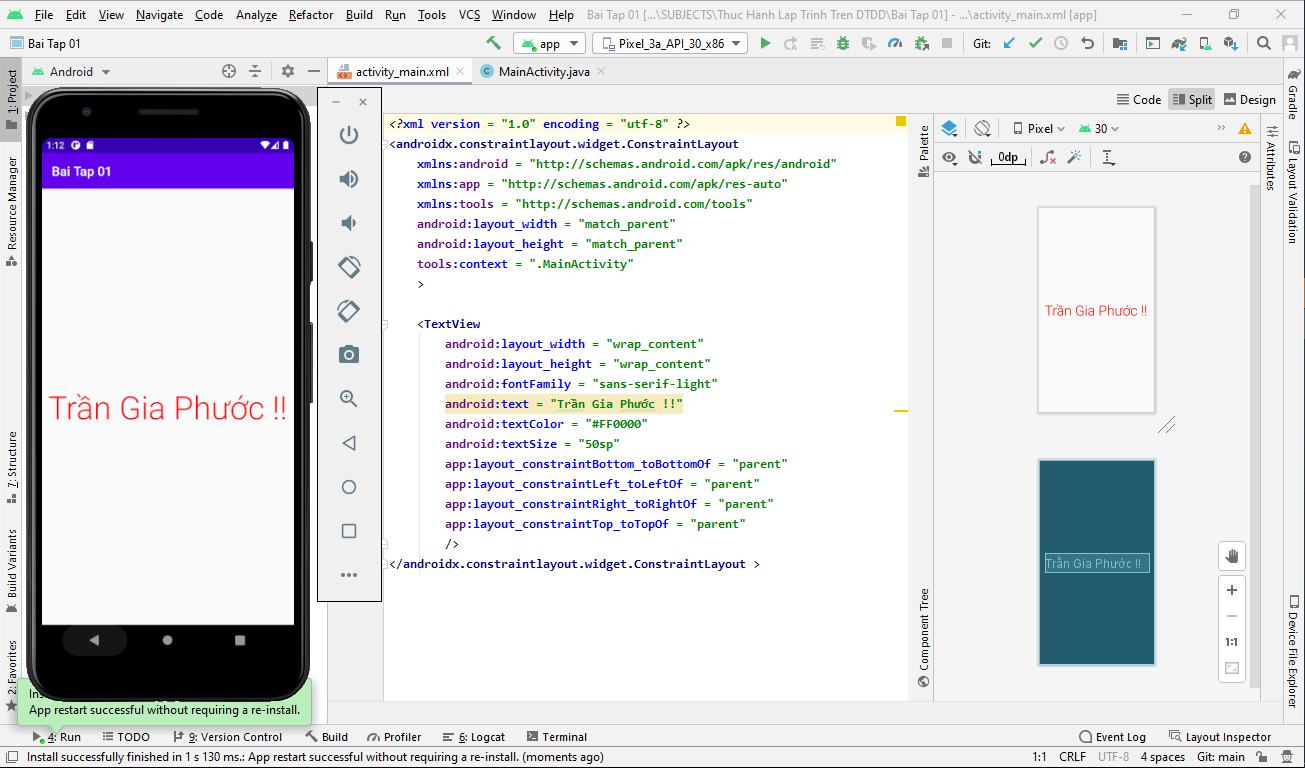 File Edit View Navigate Code Analyze Refactor Build Run Tools VCS Window Help Bai Tap 01 [...\SUBJECTS\Thuc Hanh Lap Trinh Tren DTDD\Bai Tap 01] - ...\activity_main.xml [app]
Bai Tap 01 app Pixel_3a_API_30_x86 Git:
Android activity_main.xml MainActivity.java
Code Split Design
1: Project
Resource Manager
7: Structure
Build Variants
2: Favorites
1:12
Bai Tap 01
Trần Gia Phước !!
<?xml version = "1.0" encoding = "utf-8" ?>
<androidx.constraintlayout.widget.ConstraintLayout
xmlns:android = "http://schemas.android.com/apk/res/android"
xmlns:app = "http://schemas.android.com/apk/res-auto"
xmlns:tools = "http://schemas.android.com/tools"
android:layout_width = "match_parent"
android:layout_height = "match_parent"
tools:context = ".MainActivity"
>
<TextView
android:layout_width = "wrap_content"
android:layout_height = "wrap_content"
android:fontFamily = "sans-serif-light"
android:text = "Trần Gia Phước !!"
android:textColor = "#FF0000"
android:textSize = "50sp"
app:layout_constraintBottom_toBottomOf = "parent"
app:layout_constraintLeft_toLeftOf = "parent"
app:layout_constraintRight_toRightOf = "parent"
app:layout_constraintTop_toTopOf = "parent"
/>
</androidx.constraintlayout.widget.ConstraintLayout >
Palette
Component Tree
Pixel 30
0dp
Trần Gia Phước !!
Trần Gia Phước !!
1:1
Gradle
Attributes
Layout Validation
Device File Explorer
App restart successful without requiring a re-install.
4: Run TODO 9: Version Control Build Profiler 6: Logcat Terminal Event Log Layout Inspector
Install successfully finished in 1 s 130 ms.: App restart successful without requiring a re-install. (moments ago) 1:1 CRLF UTF-8 4 spaces Git: main